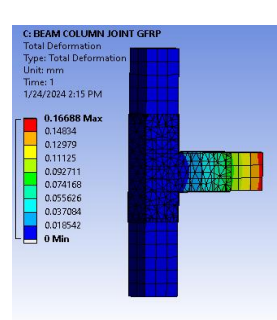 C: BEAM COLUMN JOINT GFRP
Total Deformation
Type: Total Deformation
Unit: mm
Time: 1
1/24/2024 2:15 PM
0.16688 Max
0.14834
0.12979
0.11125
0.092711
0.074168
0.055626
0.037084
0.018542
0 Min